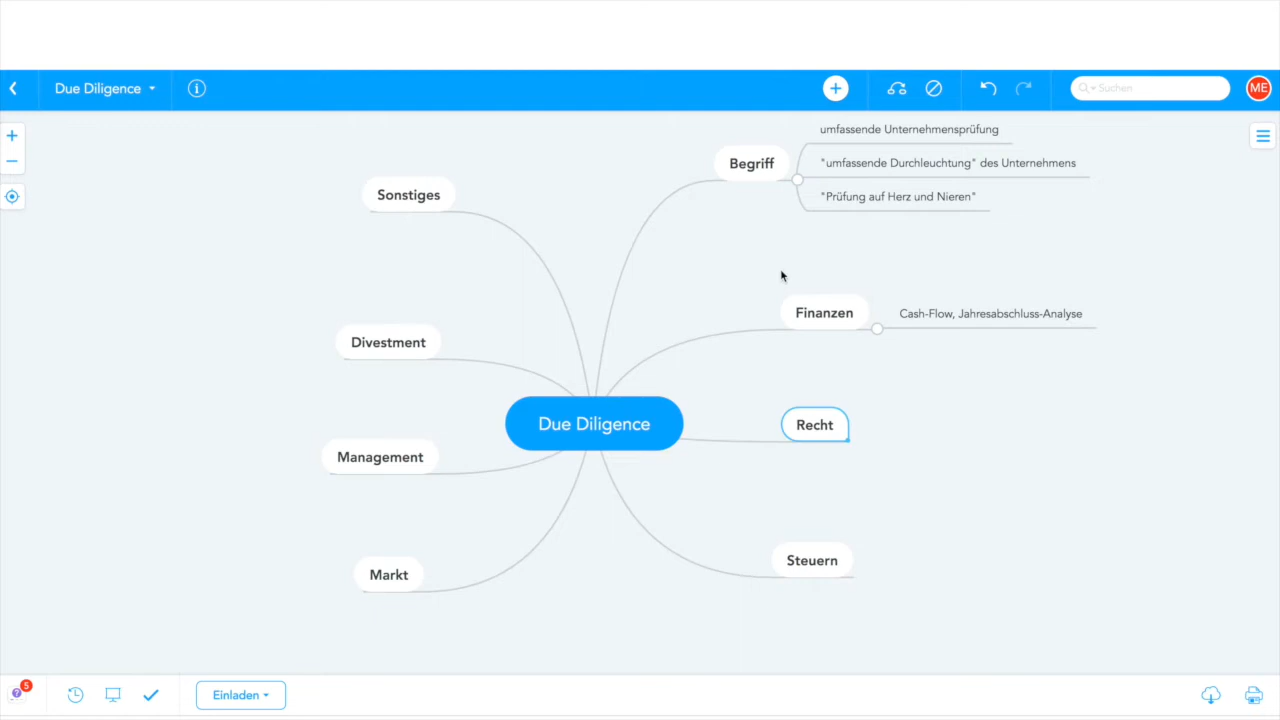 Due Diligence
Suchen
ME
umfassende Unternehmensprüfung
Begriff
"umfassende Durchleuchtung" des Unternehmens
"Prüfung auf Herz und Nieren"
Sonstiges
Finanzen
Cash-Flow, Jahresabschluss-Analyse
Divestment
Due Diligence
Recht
Management
Steuern
Markt
5
Einladen